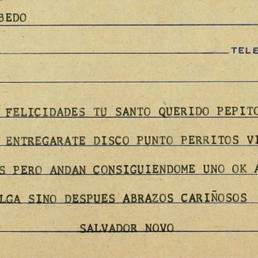 BEDO
TELE
FELICIDADES TU SANTO QUERIDO PEPITO
ENTREGARATE DISCO PUNTO PERRITOS VI
S PERO ANDAN CONSIGUIENDOME UNO OK A
LGA SINO DESPUES ABRAZOS CARIÑOSOS
SALVADOR NOVO